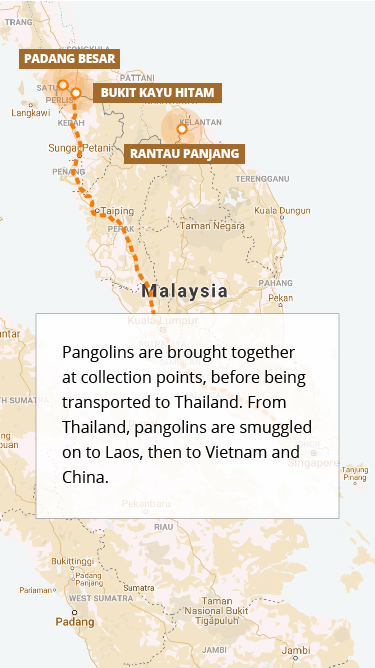 TRANG
SONGKHLA
PADANG BESAR
PATTANI
SATUN
BUKIT KAYU HITAM
PERLIS
Langkawi
KEDAH
KELANTAN
Sungai Petani
RANTAU PANJANG
PENANG
TERENGGANU
Taiping
Kuala Dungun
Taman Negara
PERAK
PAHANG
Malaysia
Pekan
Kuala Lumpur
Pangolins are brought together
at collection points, before being
transported to Thailand. From
Thailand, pangolins are smuggled
on to Laos, then to Vietnam and
China.
SUMATRA
Singapore
Tanjung
Pinang
Pekanbaru
RIAU
Bukittinggi
Padang
Panjang
Pariaman
Sumatra
WEST SUMATRA
Taman
Nasional Bukit
Tigapuluh
Padang
JAMBI
Jambi